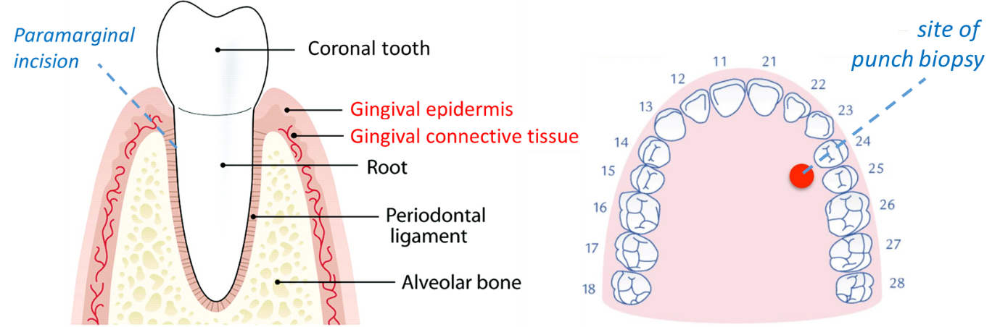 Paramarginal
incision
Coronal tooth
Gingival epidermis
Gingival connective tissue
Root
Periodontal
ligament
Alveolar bone
site of
punch biopsy
11
21
12
22
13
23
14
24
15
25
16
26
17
27
18
28